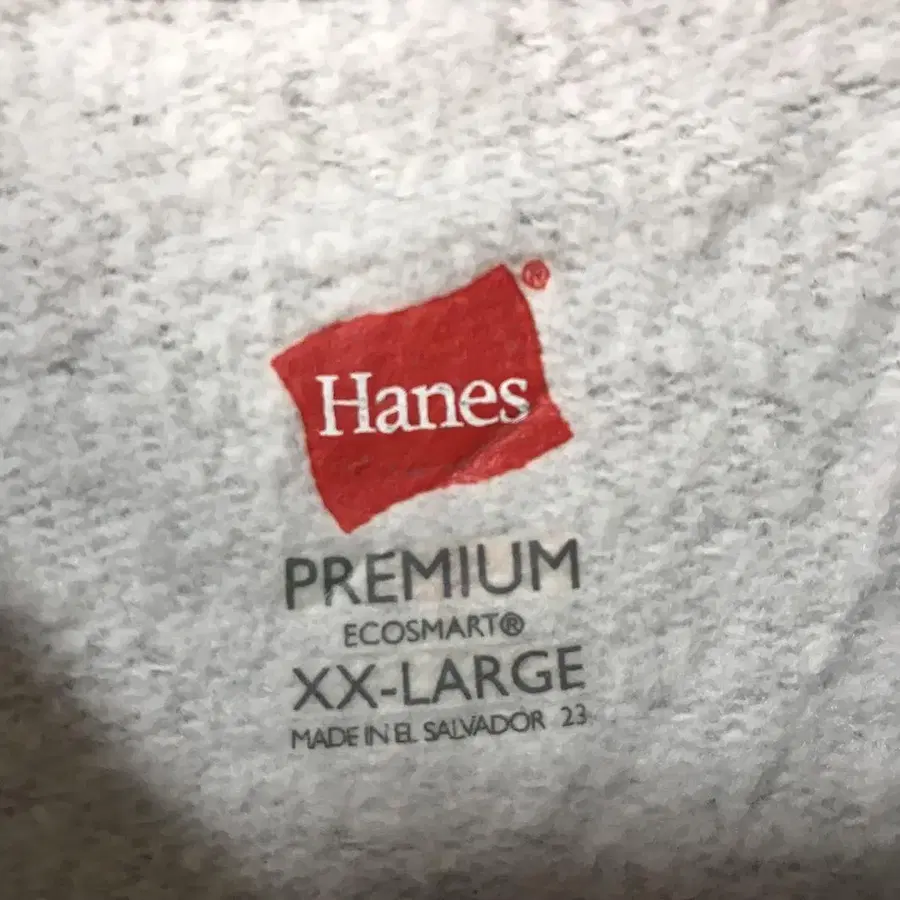 Hanes®
PREMIUM
ECOSMART®
XX-LARGE
MADE IN EL SALVADOR 23